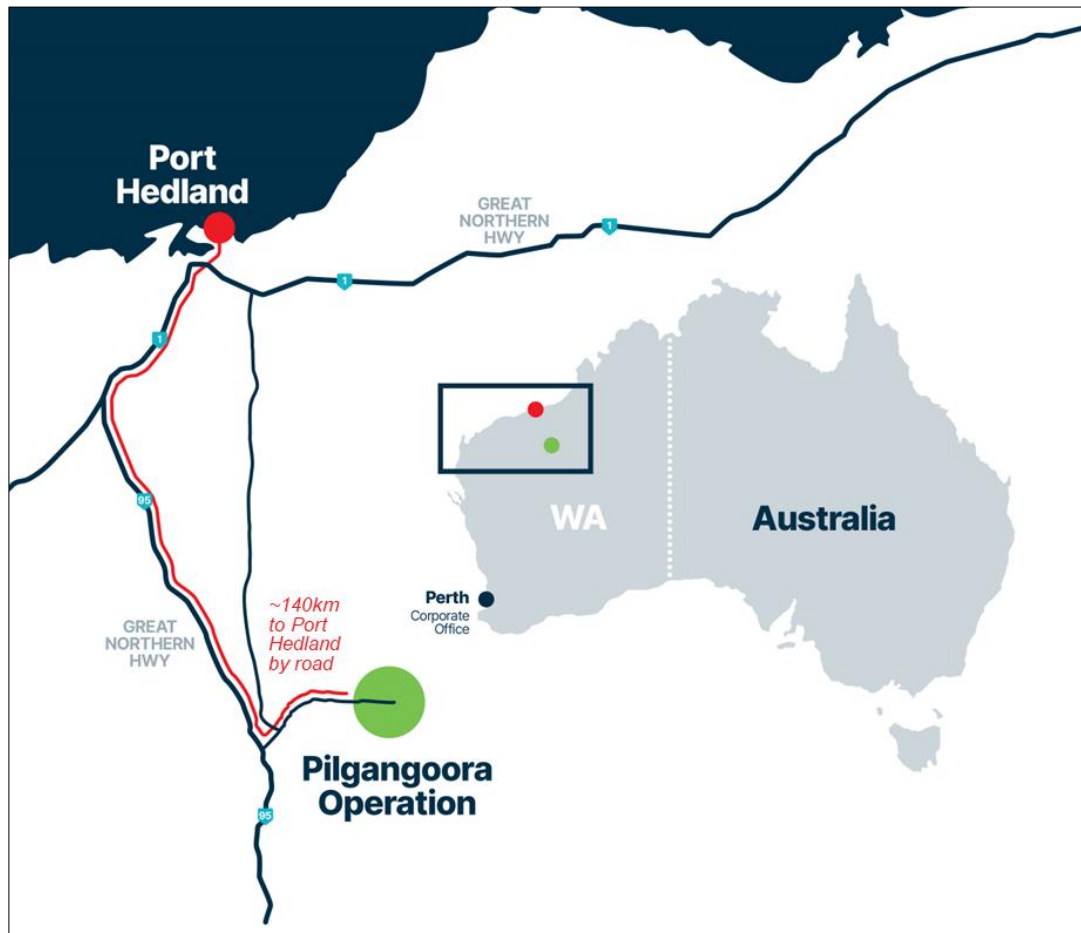 Port
Hedland
GREAT
NORTHERN
HWY
1
1
1
95
WA
Australia
Perth
Corporate
Office
~140km
to Port
Hedland
by road
GREAT
NORTHERN
HWY
Pilgangoora
Operation
95